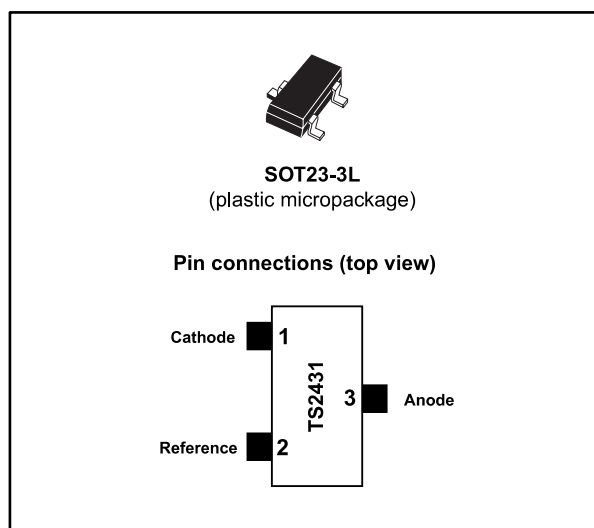 SOT23-3L
(plastic micropackage)
Pin connections (top view)
Cathode 1
TS2431
3 Anode
Reference 2